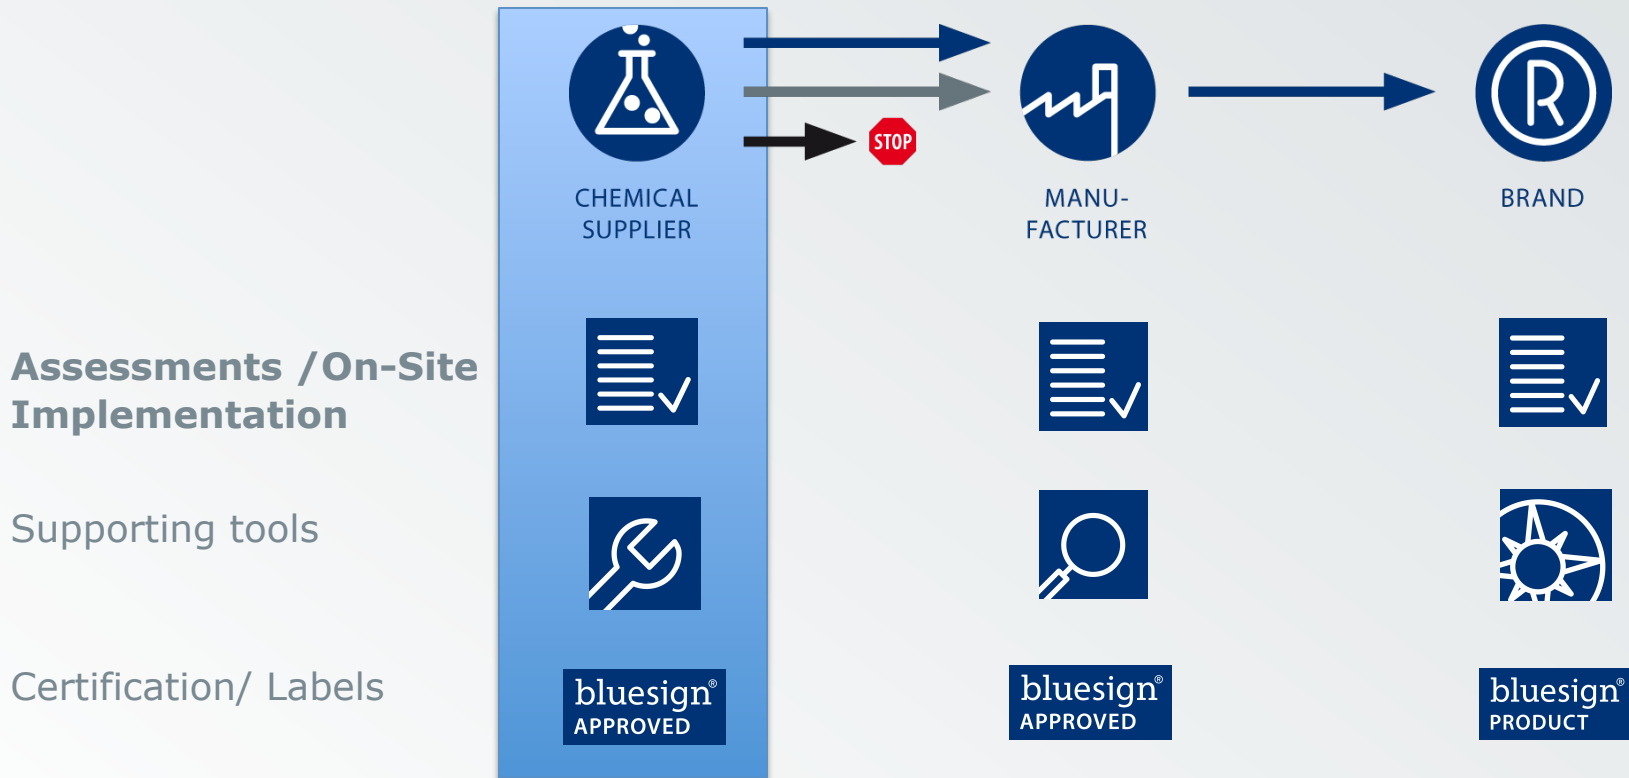 STOP
CHEMICAL
SUPPLIER
MANU-
FACTURER
R
BRAND
Assessments /On-Site
Implementation
Supporting tools
Certification/ Labels
bluesign®
APPROVED
bluesign®
APPROVED
bluesign®
PRODUCT